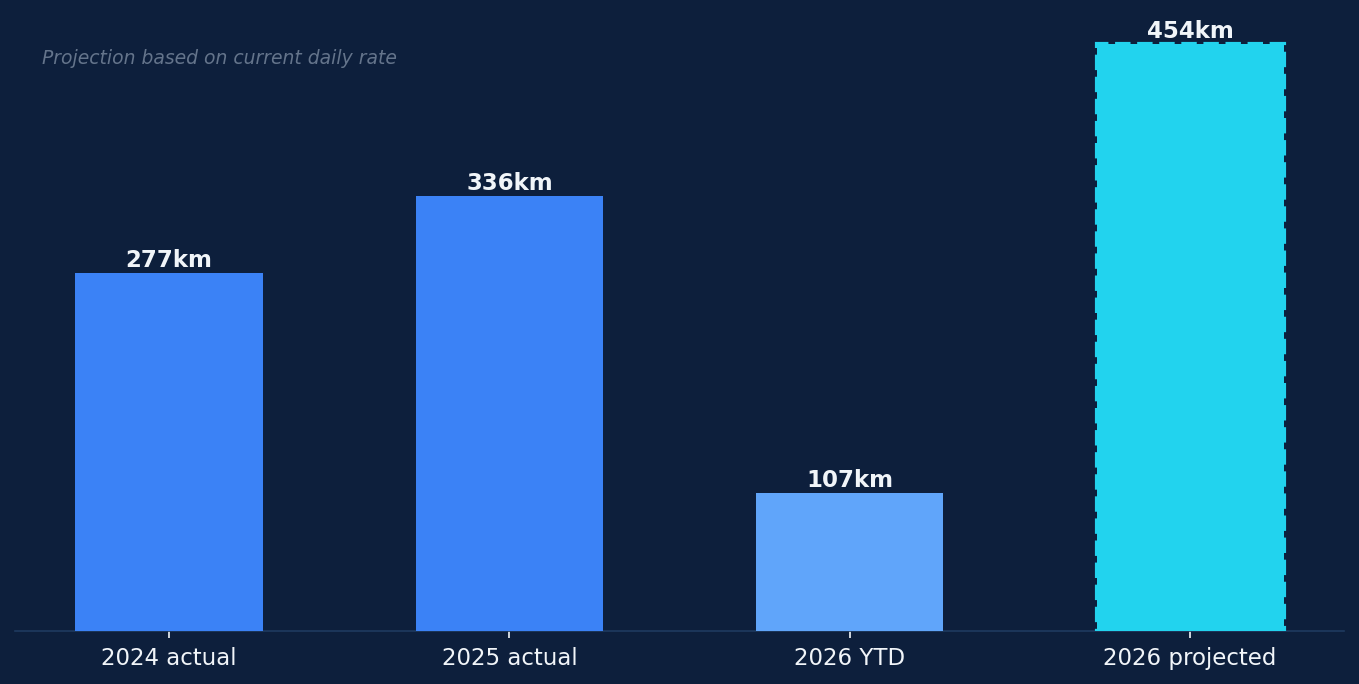 Projection based on current daily rate
277km
336km
107km
454km
2024 actual
2025 actual
2026 YTD
2026 projected